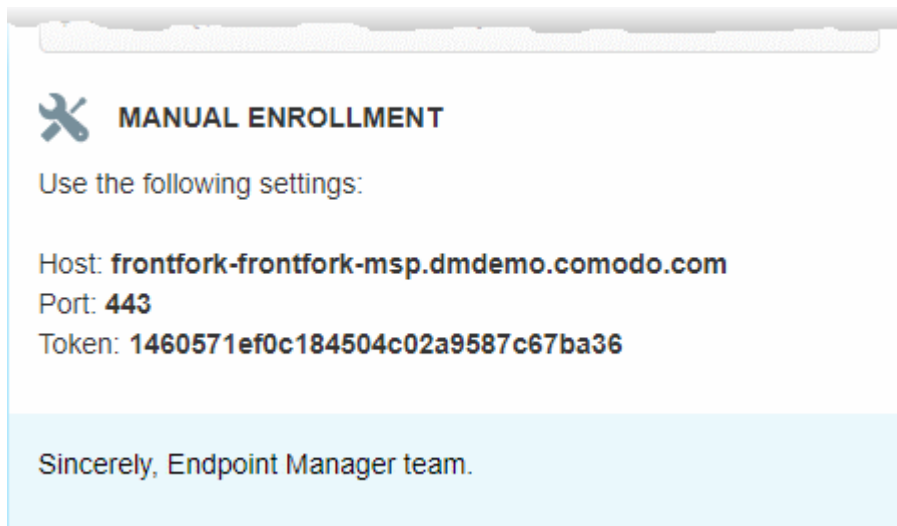 MANUAL ENROLLMENT
Use the following settings:
Host: frontfork-frontfork-msp.dmdemo.comodo.com
Port: 443
Token: 1460571ef0c184504c02a9587c67ba36
Sincerely, Endpoint Manager team.